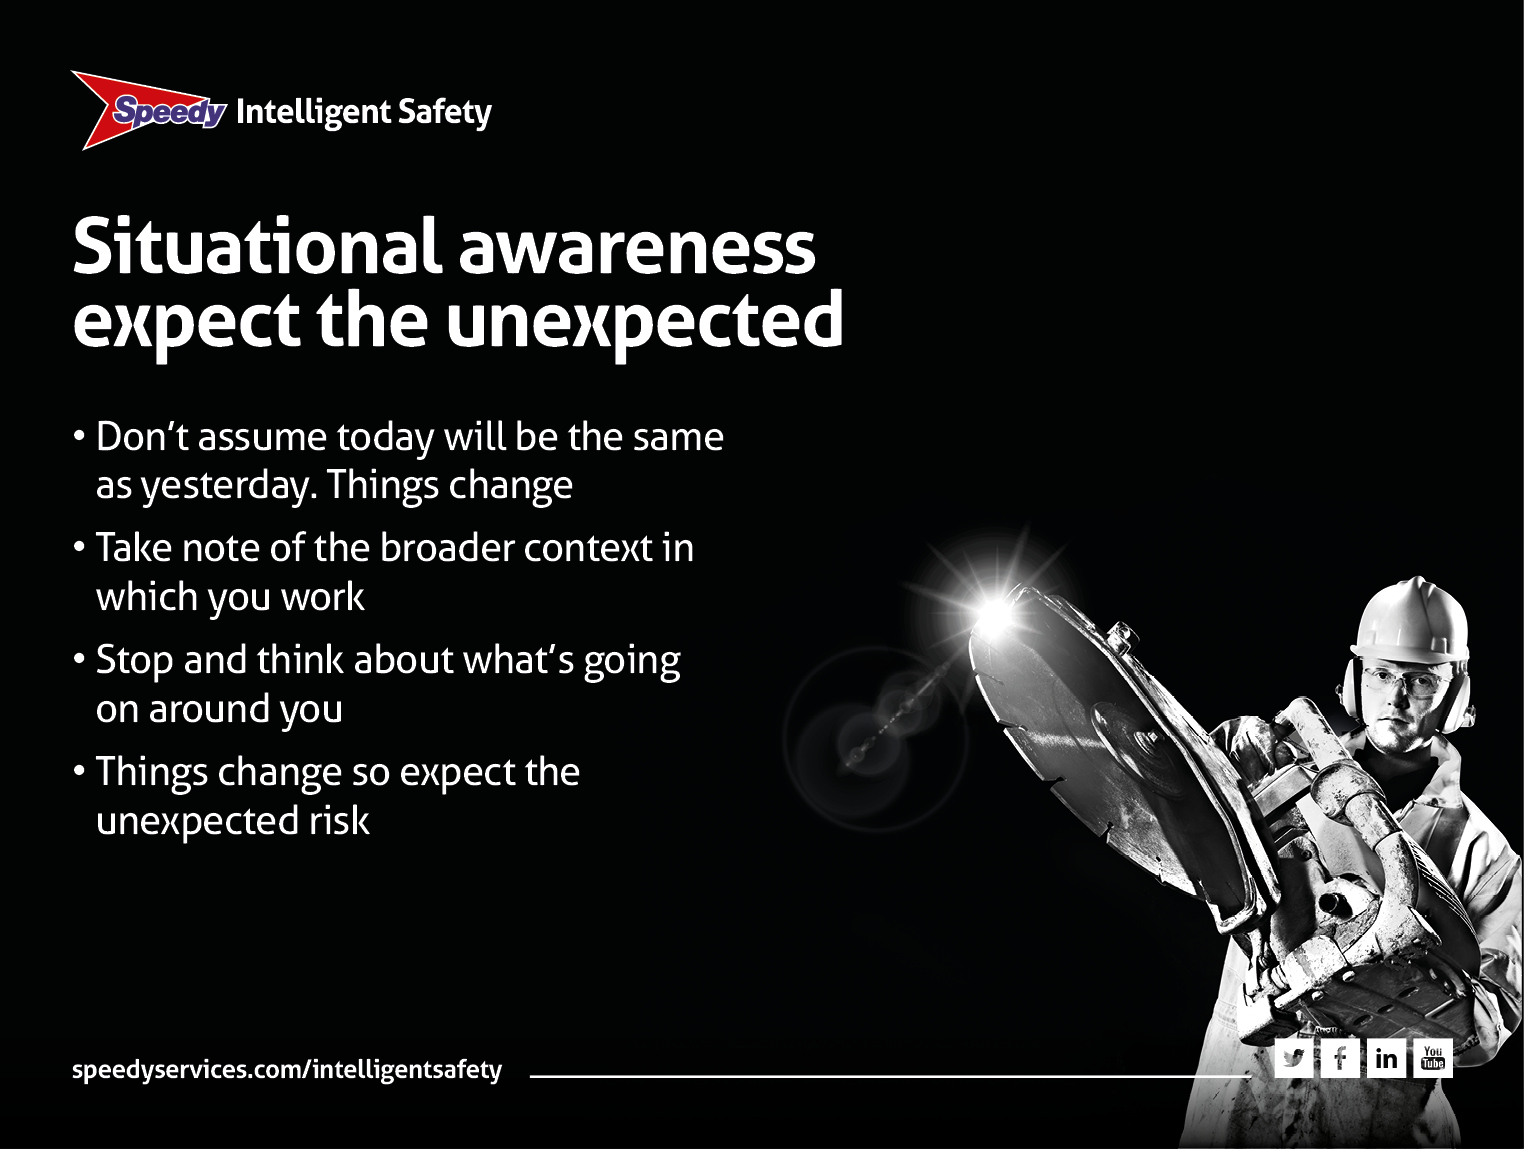 Speedy Intelligent Safety
Situational awareness
expect the unexpected
• Don’t assume today will be the same
as yesterday. Things change
• Take note of the broader context in
which you work
• Stop and think about what’s going
on around you
• Things change so expect the
unexpected risk
speedyservices.com/intelligentsafety
f in You Tube